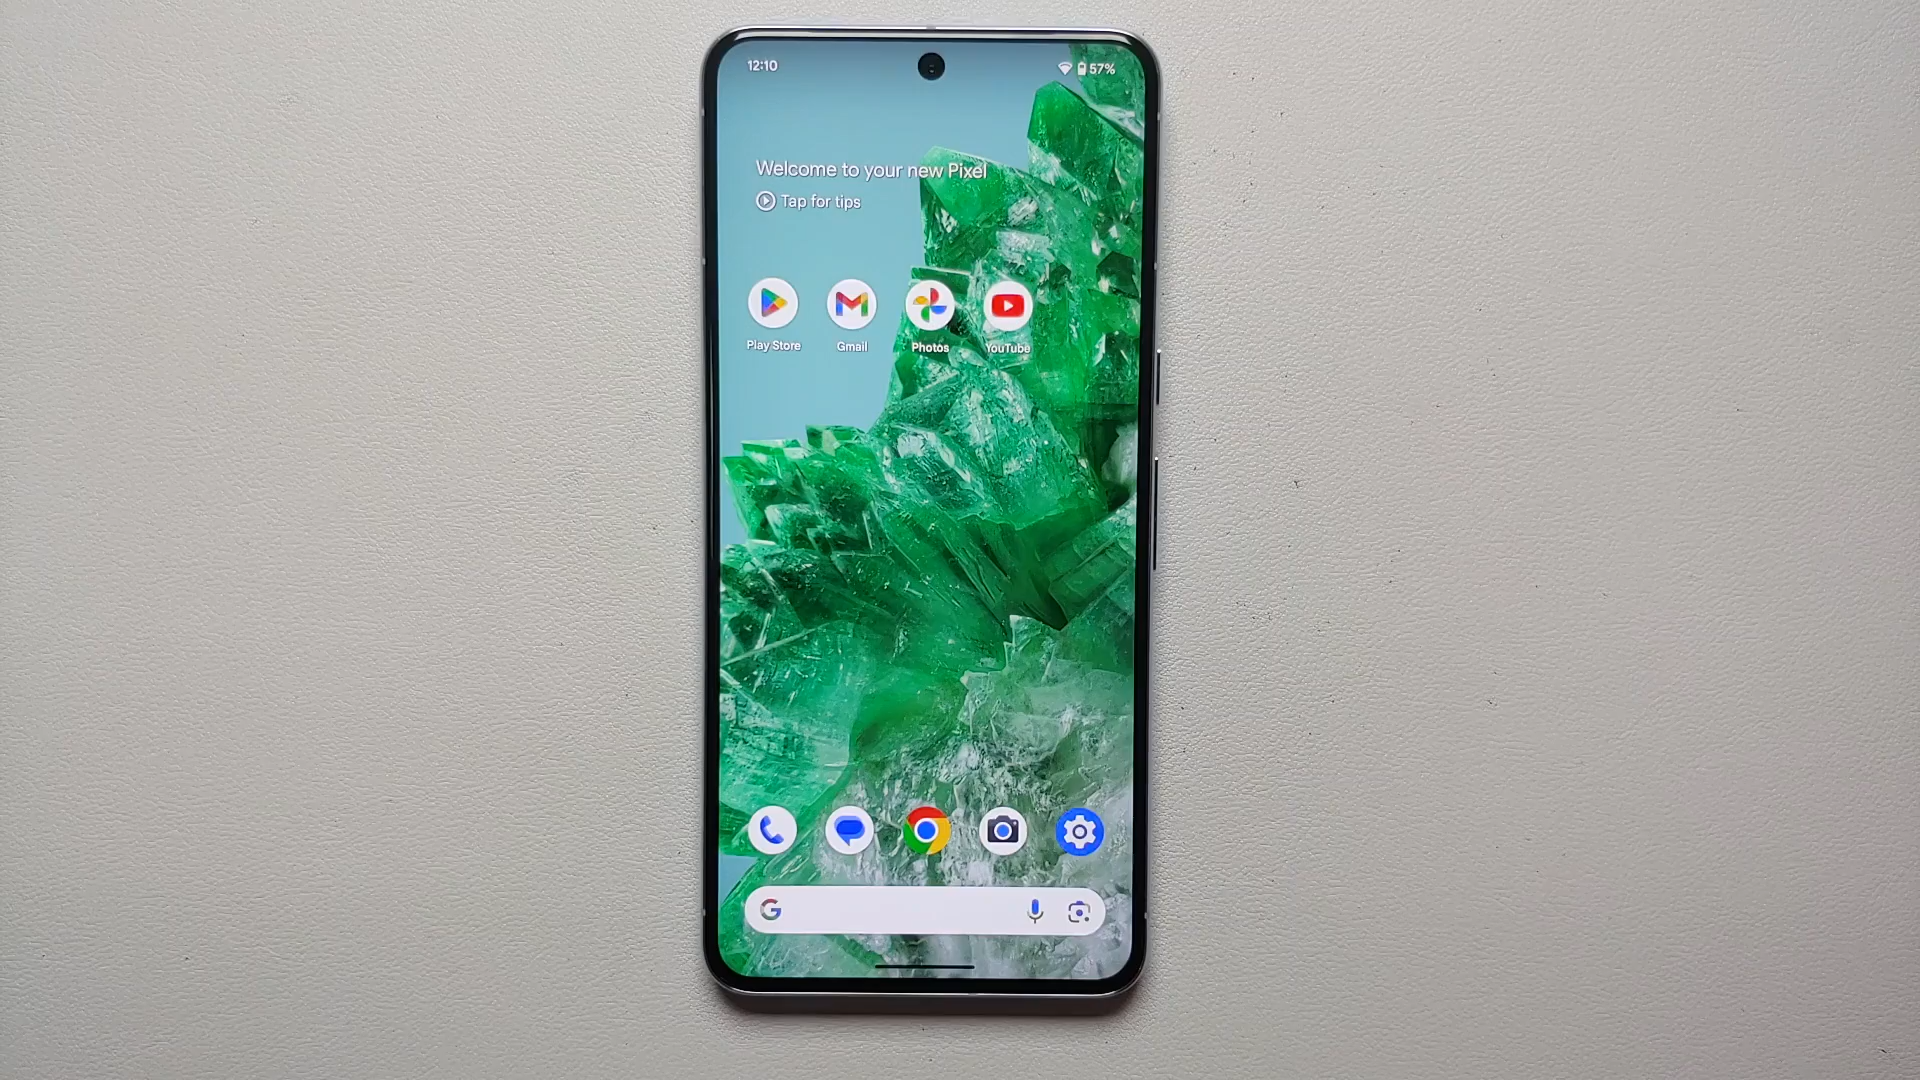 12:10
57%
Welcome to your new Pixel
Tap for tips
Play Store
Gmail
Photos
YouTube